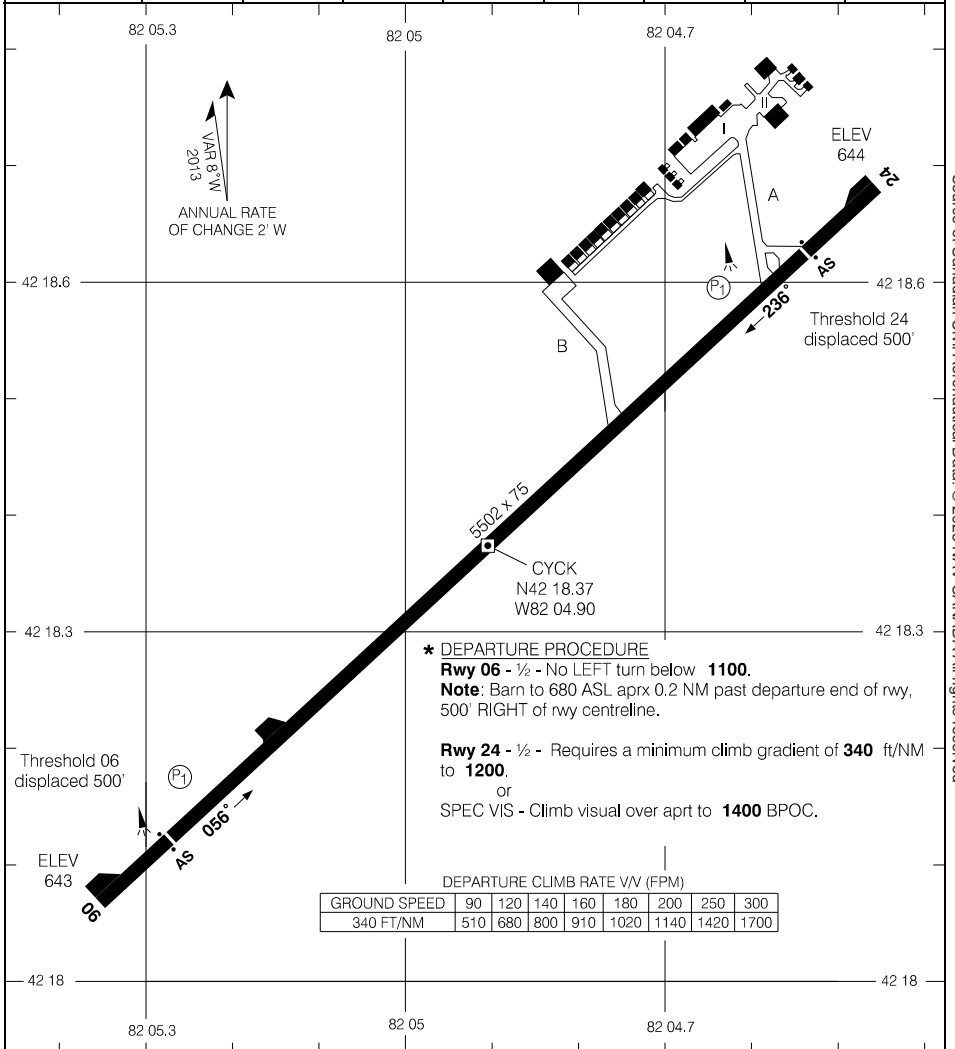 82 05.3
82 05
82 04.7
VAR 8°W
2013
ANNUAL RATE
OF CHANGE 2' W
II
I
ELEV
644
24
A
42 18.6
42 18.6
P1
AS
236°
Threshold 24
displaced 500'
B
5502 x 75
CYCK
N42 18.37
W82 04.90
42 18.3
42 18.3
* DEPARTURE PROCEDURE
Rwy 06 - ½ - No LEFT turn below 1100.
Note: Barn to 680 ASL aprx 0.2 NM past departure end of rwy,
500' RIGHT of rwy centreline.
Rwy 24 - ½ - Requires a minimum climb gradient of 340 ft/NM
to 1200.
or
SPEC VIS - Climb visual over aprt to 1400 BPOC.
Threshold 06
displaced 500'
P1
056°
AS
ELEV
643
06
DEPARTURE CLIMB RATE V/V (FPM)
GROUND SPEED 90 120 140 160 180 200 250 300
340 FT/NM 510 680 800 910 1020 1140 1420 1700
42 18
42 18
82 05.3
82 05
82 04.7